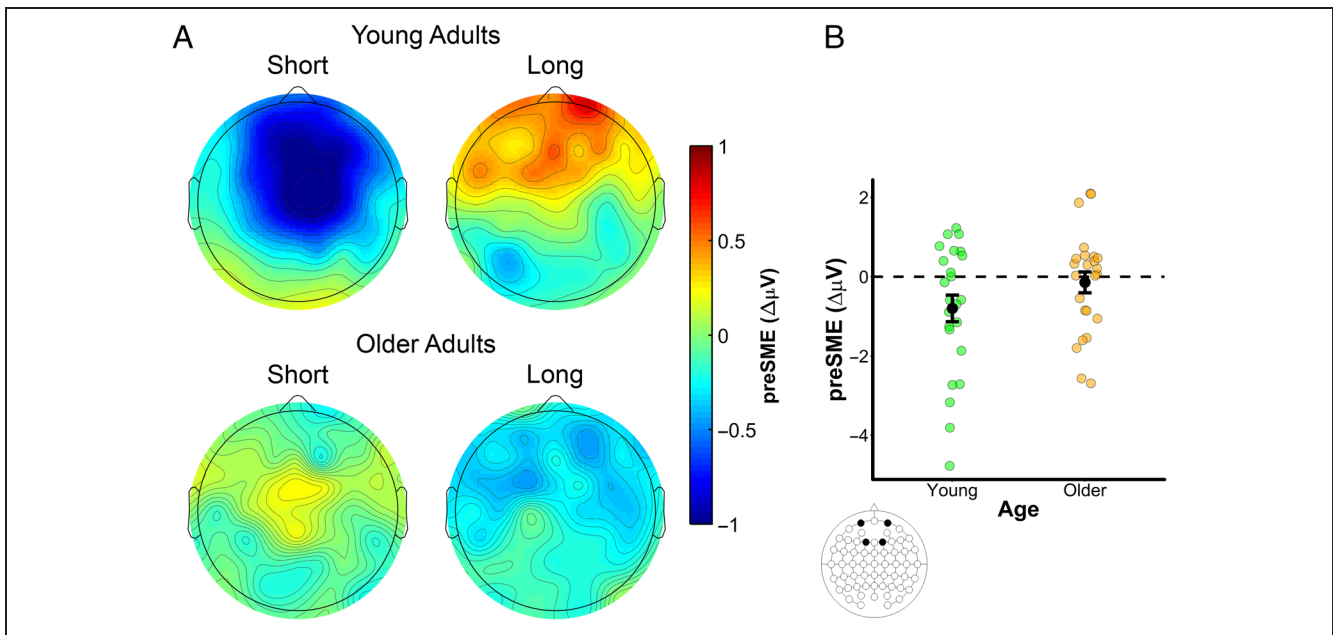 A
Young Adults
Short
Long
Older Adults
Short
Long
1
0.5
0
−0.5
−1
preSME (ΔμV)
B
2
0
−2
−4
preSME (ΔμV)
Young
Older
Age